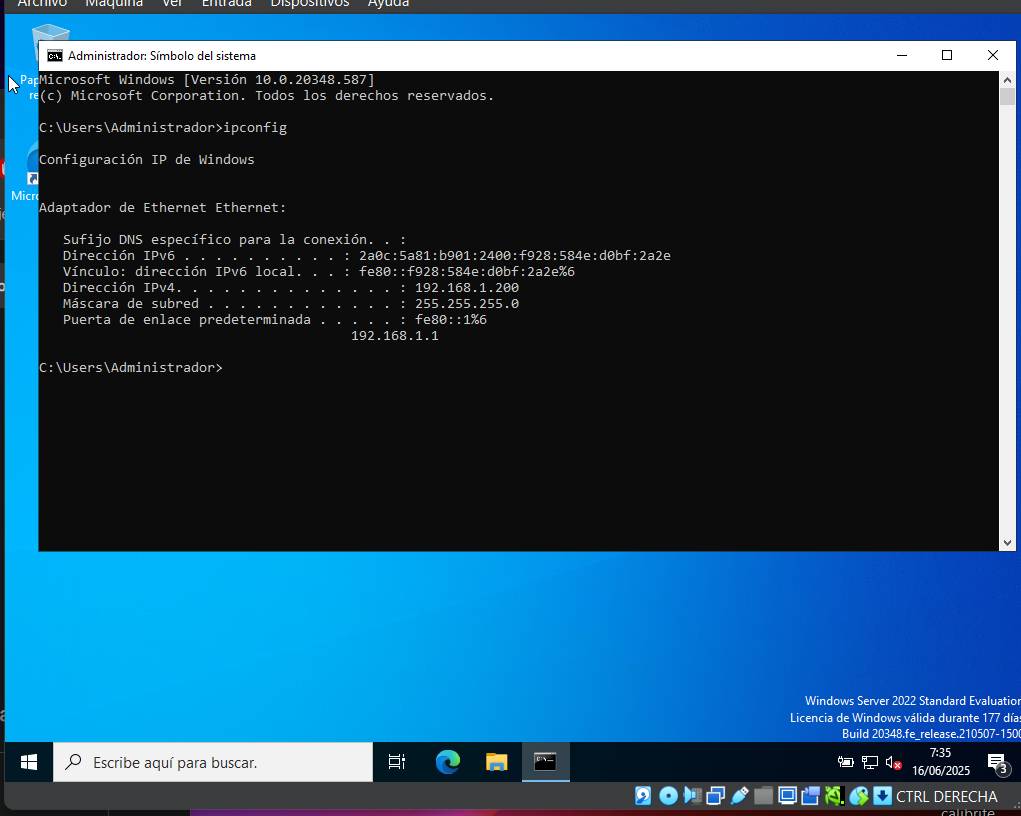 Archivo Máquina Ver Entrada Dispositivos Ayuda
Administrador: Símbolo del sistema
Microsoft Windows [Versión 10.0.20348.587]
(c) Microsoft Corporation. Todos los derechos reservados.
C:\Users\Administrador>ipconfig
Configuración IP de Windows
Adaptador de Ethernet Ethernet:
Sufijo DNS específico para la conexión. . :
Dirección IPv6 . . . . . . . . . . : 2a0c:5a81:b901:2400:f928:584e:d0bf:2a2e
Vínculo: dirección IPv6 local. . . : fe80::f928:584e:d0bf:2a2e%6
Dirección IPv4. . . . . . . . . . . . . . : 192.168.1.200
Máscara de subred . . . . . . . . . . . . : 255.255.255.0
Puerta de enlace predeterminada . . . . . : fe80::1%6
192.168.1.1
C:\Users\Administrador>
Pap
re
Micro
Windows Server 2022 Standard Evaluation
Licencia de Windows válida durante 177 días
Build 20348.fe_release.210507-1500
Escribe aquí para buscar.
7:35
16/06/2025
3
CTRL DERECHA
calibrite